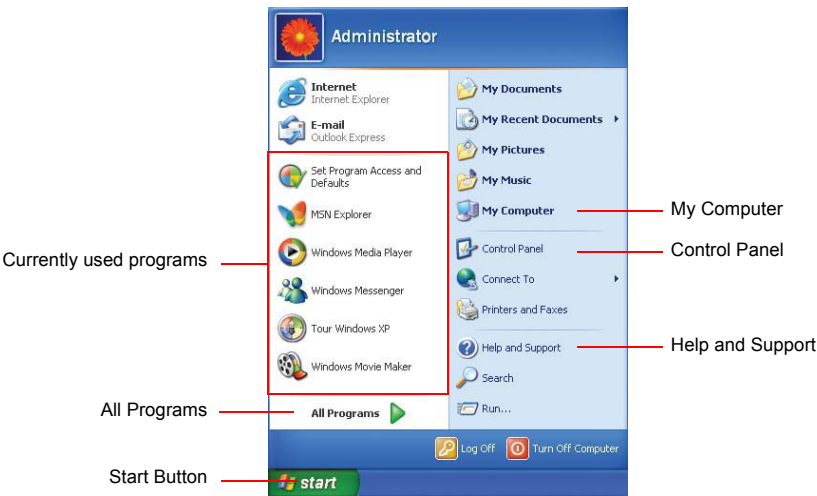 Administrator
Internet
Internet Explorer
E-mail
Outlook Express
Set Program Access and
Defaults
MSN Explorer
Windows Media Player
Windows Messenger
Tour Windows XP
Windows Movie Maker
All Programs
My Documents
My Recent Documents
My Pictures
My Music
My Computer
Control Panel
Connect To
Printers and Faxes
Help and Support
Search
Run...
Log Off
Turn Off Computer
start
Currently used programs
All Programs
Start Button
My Computer
Control Panel
Help and Support